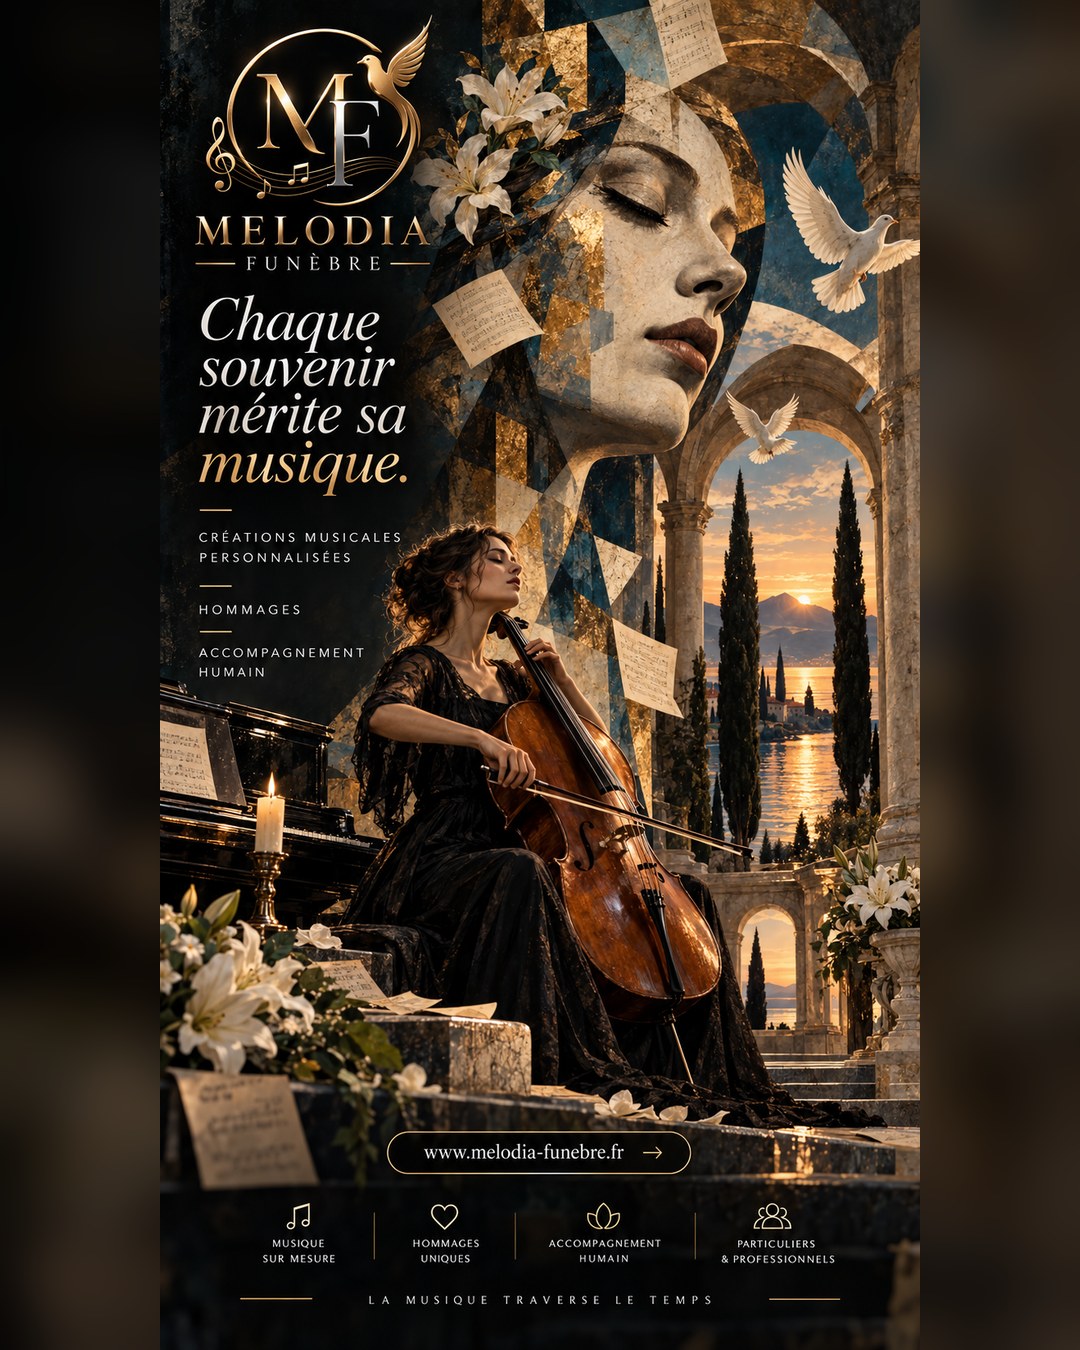 MF
MELODIA
FUNÈBRE
Chaque
souvenir
mérite sa
musique.
CRÉATIONS MUSICALES
PERSONNALISÉES
HOMMAGES
ACCOMPAGNEMENT
HUMAIN
www.melodia-funebre.fr →
MUSIQUE
SUR MESURE
HOMMAGES
UNIQUES
ACCOMPAGNEMENT
HUMAIN
PARTICULIERS
& PROFESSIONNELS
LA MUSIQUE TRAVERSE LE TEMPS